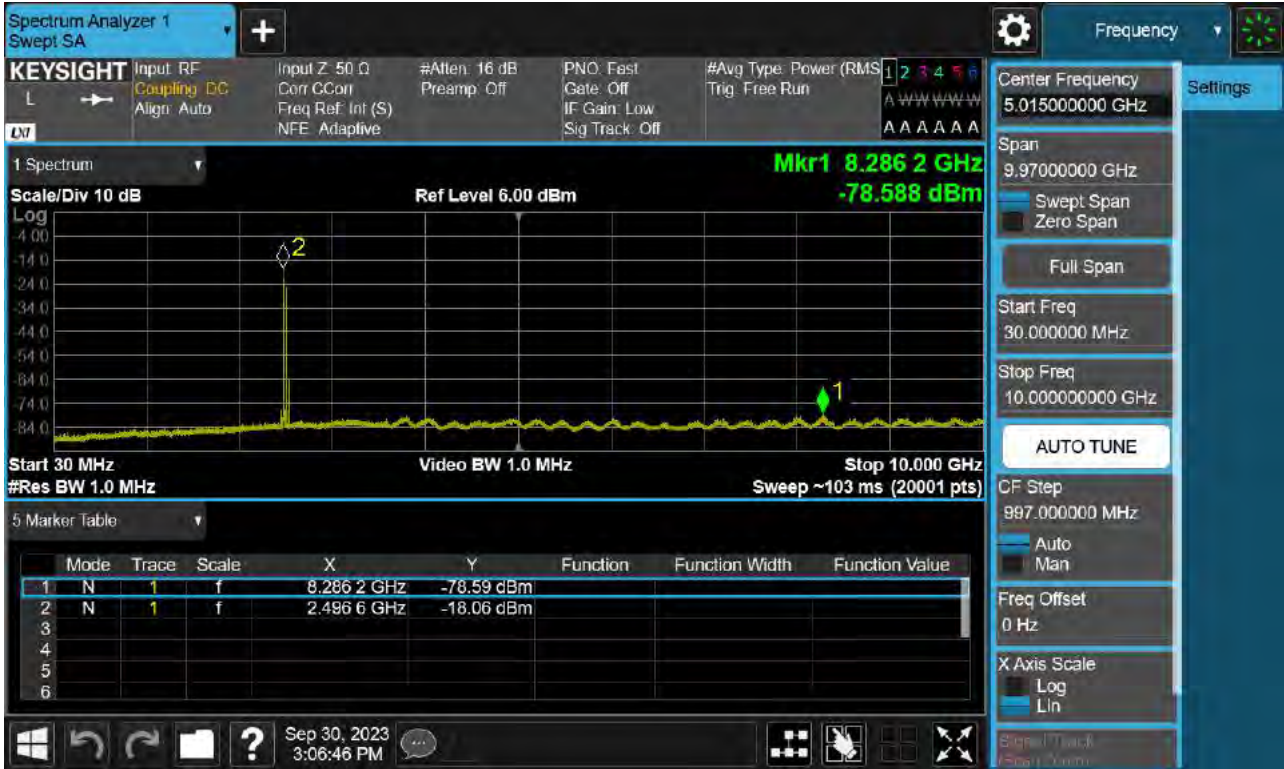 Spectrum Analyzer 1
Swept SA
+
Frequency
KEYSIGHT
L
LXI
Input: RF
Coupling: DC
Align: Auto
Input Z: 50 Ω
Corr CCorr
Freq Ref: Int (S)
NFE: Adaptive
#Atten: 16 dB
Preamp: Off
PNO: Fast
Gate: Off
IF Gain: Low
Sig Track: Off
#Avg Type: Power (RMS
Trig: Free Run
1 2 3 4 5 6
A W W W W W
A A A A A A
1 Spectrum
Mkr1 8.286 2 GHz
Scale/Div 10 dB
Ref Level 6.00 dBm
-78.588 dBm
Log
-4.00
-14.0
-24.0
-34.0
-44.0
-54.0
-64.0
-74.0
-84.0
2
1
Start 30 MHz
Video BW 1.0 MHz
Stop 10.000 GHz
#Res BW 1.0 MHz
Sweep ~103 ms (20001 pts)
5 Marker Table
Mode Trace Scale X Y Function Function Width Function Value
1 N 1 f 8.286 2 GHz -78.59 dBm
2 N 1 f 2.496 6 GHz -18.06 dBm
3
4
5
6
Sep 30, 2023
3:06:46 PM
?
Center Frequency
5.015000000 GHz
Settings
Span
9.97000000 GHz
Swept Span
Zero Span
Full Span
Start Freq
30.000000 MHz
Stop Freq
10.000000000 GHz
AUTO TUNE
CF Step
997.000000 MHz
Auto
Man
Freq Offset
0 Hz
X Axis Scale
Log
Lin
Signal Track
(Span Zoom)